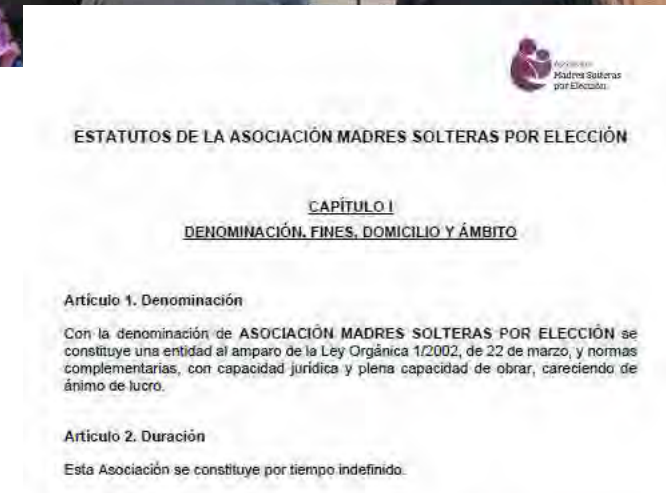 Asociación
Madres Solteras
por Elección
ESTATUTOS DE LA ASOCIACIÓN MADRES SOLTERAS POR ELECCIÓN
CAPÍTULO I
DENOMINACIÓN, FINES, DOMICILIO Y ÁMBITO
Artículo 1. Denominación
Con la denominación de ASOCIACIÓN MADRES SOLTERAS POR ELECCIÓN se
constituye una entidad al amparo de la Ley Orgánica 1/2002, de 22 de marzo, y normas
complementarias, con capacidad jurídica y plena capacidad de obrar, careciendo de
ánimo de lucro.
Artículo 2. Duración
Esta Asociación se constituye por tiempo indefinido.